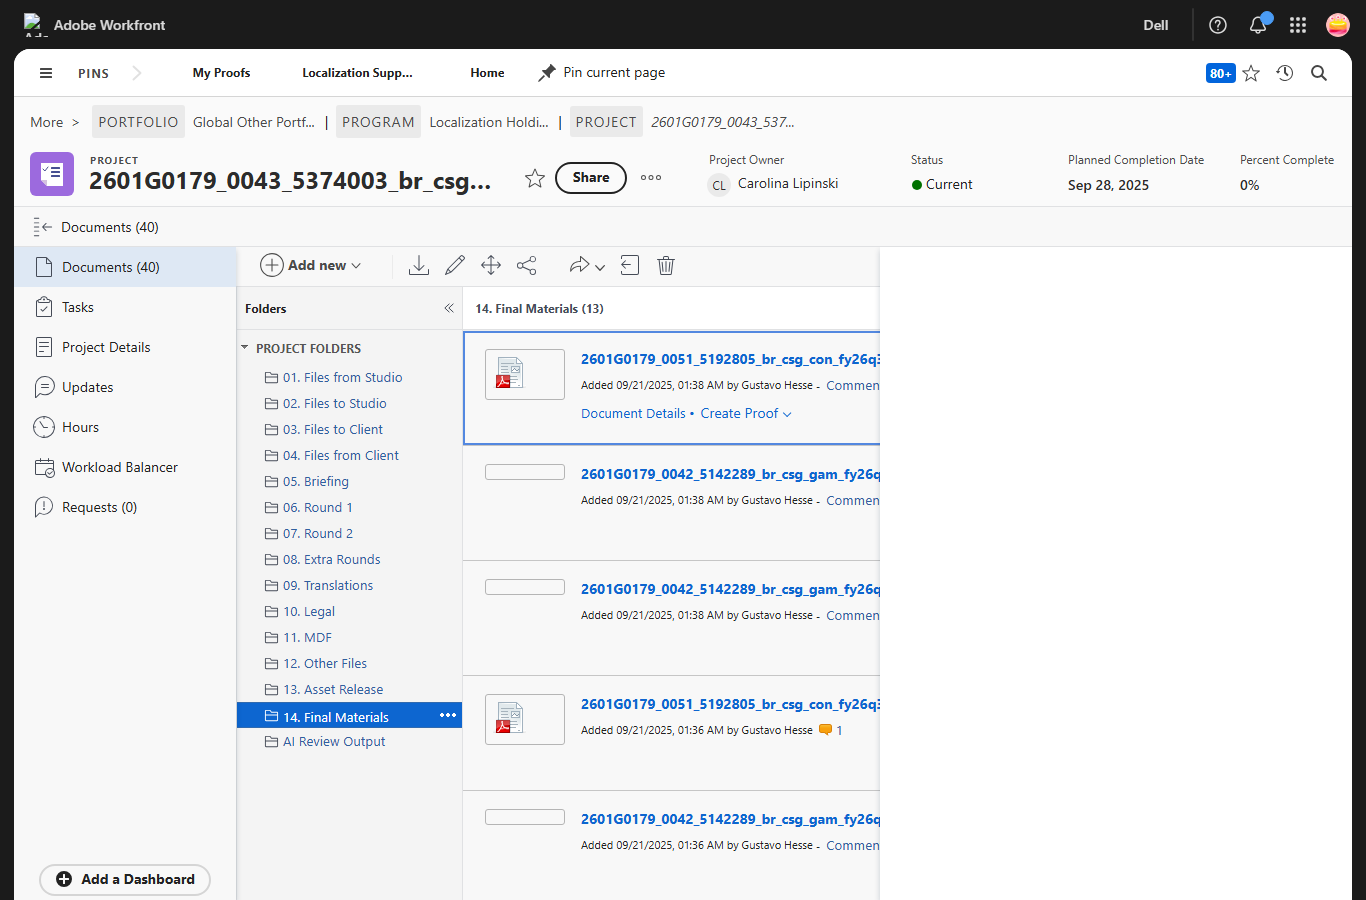 Adobe Workfront
Dell
PINS
My Proofs
Localization Supp...
Home
Pin current page
80+
More >
PORTFOLIO
Global Other Portf...
|
PROGRAM
Localization Holdi...
|
PROJECT
2601G0179_0043_537...
PROJECT
2601G0179_0043_5374003_br_csg...
Share
Project Owner
CL
Carolina Lipinski
Status
Current
Planned Completion Date
Sep 28, 2025
Percent Complete
0%
Documents (40)
Documents (40)
Tasks
Project Details
Updates
Hours
Workload Balancer
Requests (0)
Add a Dashboard
Add new
Folders
PROJECT FOLDERS
01. Files from Studio
02. Files to Studio
03. Files to Client
04. Files from Client
05. Briefing
06. Round 1
07. Round 2
08. Extra Rounds
09. Translations
10. Legal
11. MDF
12. Other Files
13. Asset Release
14. Final Materials
AI Review Output
14. Final Materials (13)
2601G0179_0051_5192805_br_csg_con_fy26q3
Added 09/21/2025, 01:38 AM by Gustavo Hesse - Commen
Document Details • Create Proof
2601G0179_0042_5142289_br_csg_gam_fy26q
Added 09/21/2025, 01:38 AM by Gustavo Hesse - Commen
2601G0179_0042_5142289_br_csg_gam_fy26q
Added 09/21/2025, 01:38 AM by Gustavo Hesse - Commen
2601G0179_0051_5192805_br_csg_con_fy26q3
Added 09/21/2025, 01:36 AM by Gustavo Hesse 1
2601G0179_0042_5142289_br_csg_gam_fy26q
Added 09/21/2025, 01:36 AM by Gustavo Hesse - Commen